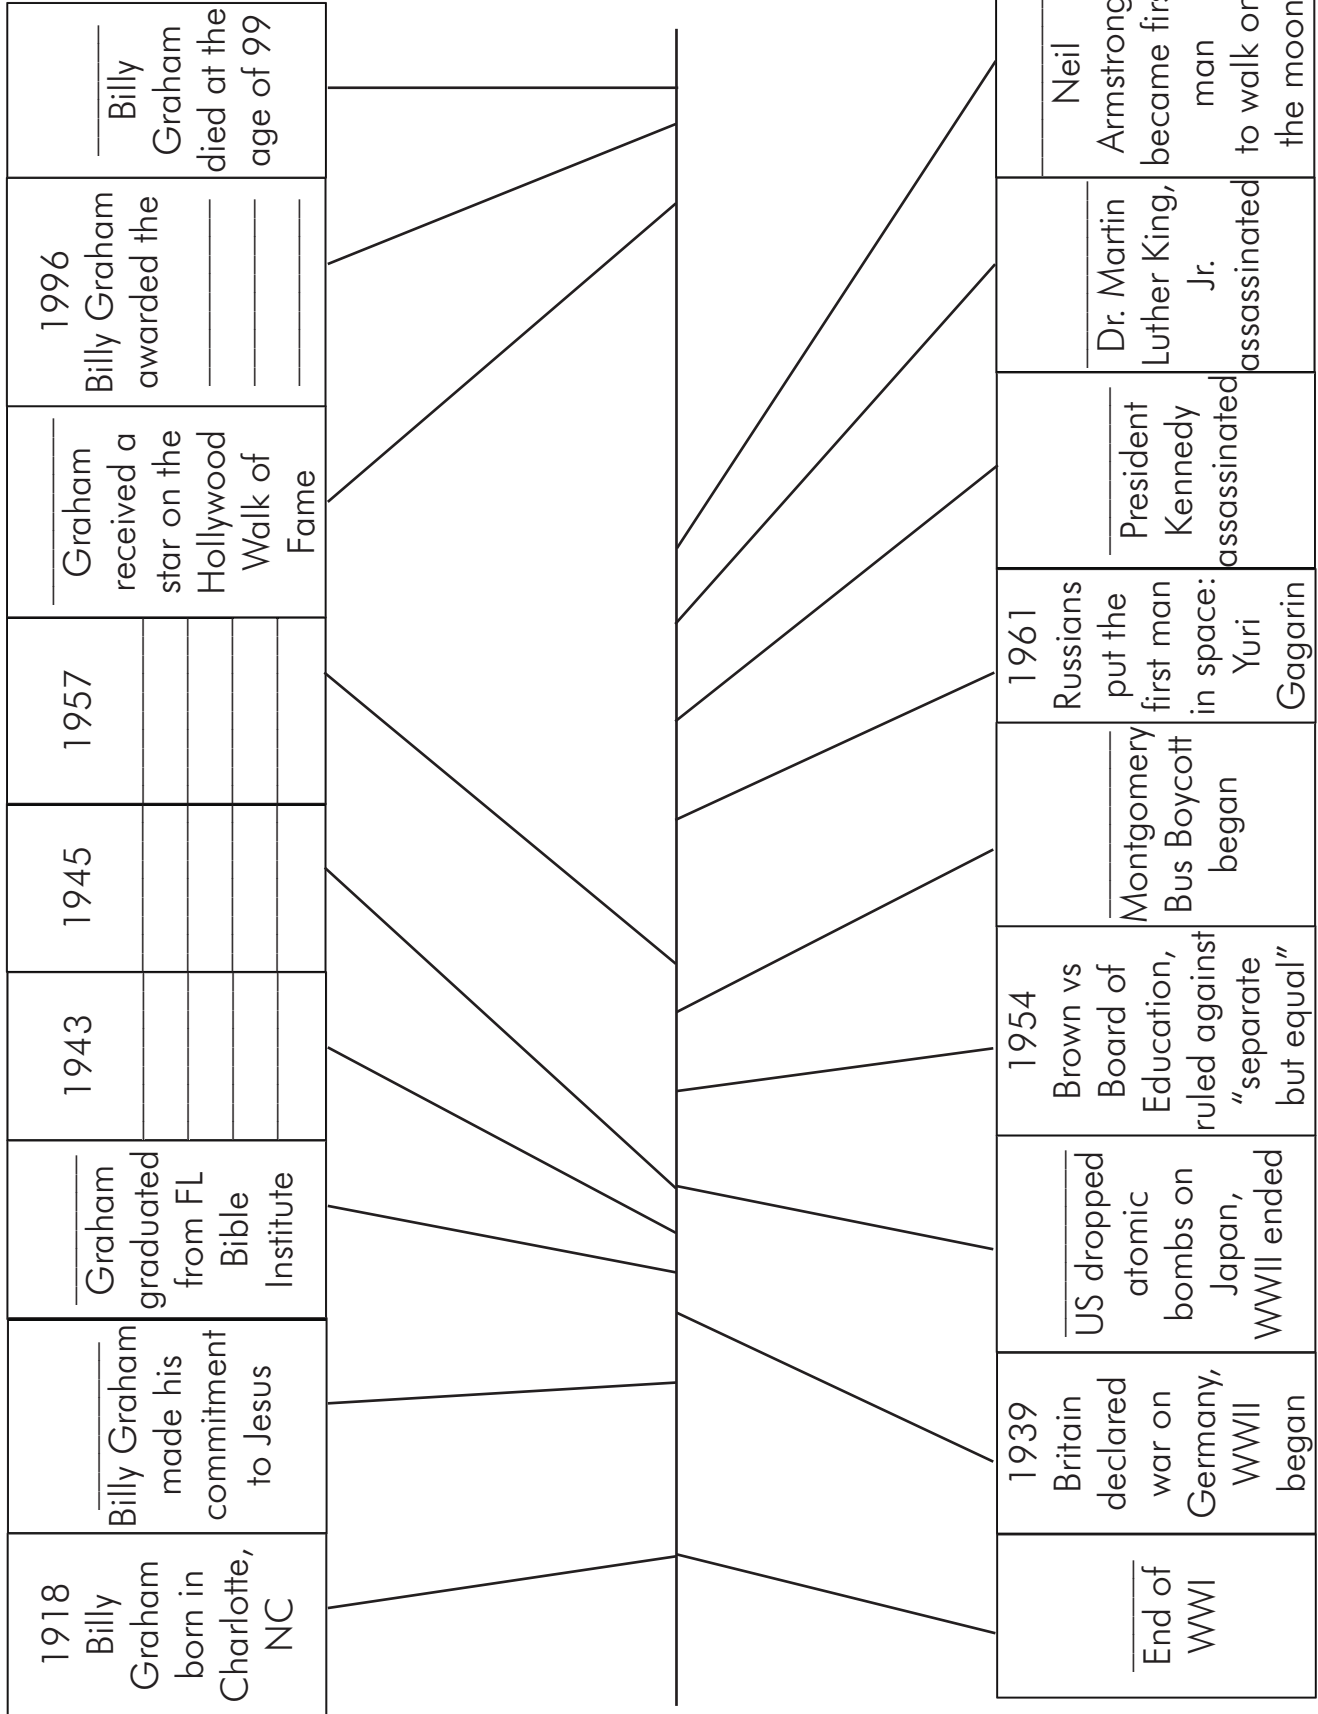 1918
Billy
Graham
born in
Charlotte,
NC
Billy Graham
made his
commitment
to Jesus
Graham
graduated
from FL
Bible
Institute
1943
1945
1957
Graham
received a
star on the
Hollywood
Walk of
Fame
1996
Billy Graham
awarded the
Billy
Graham
died at the
age of 99
End of
WWI
1939
Britain
declared
war on
Germany,
WWII
began
US dropped
atomic
bombs on
Japan,
WWII ended
1954
Brown vs
Board of
Education,
ruled against
“separate
but equal”
Montgomery
Bus Boycott
began
1961
Russians
put the
first man
in space:
Yuri
Gagarin
President
Kennedy
assassinated
Dr. Martin
Luther King,
Jr.
assassinated
Neil
Armstrong
became firs
man
to walk on
the moon